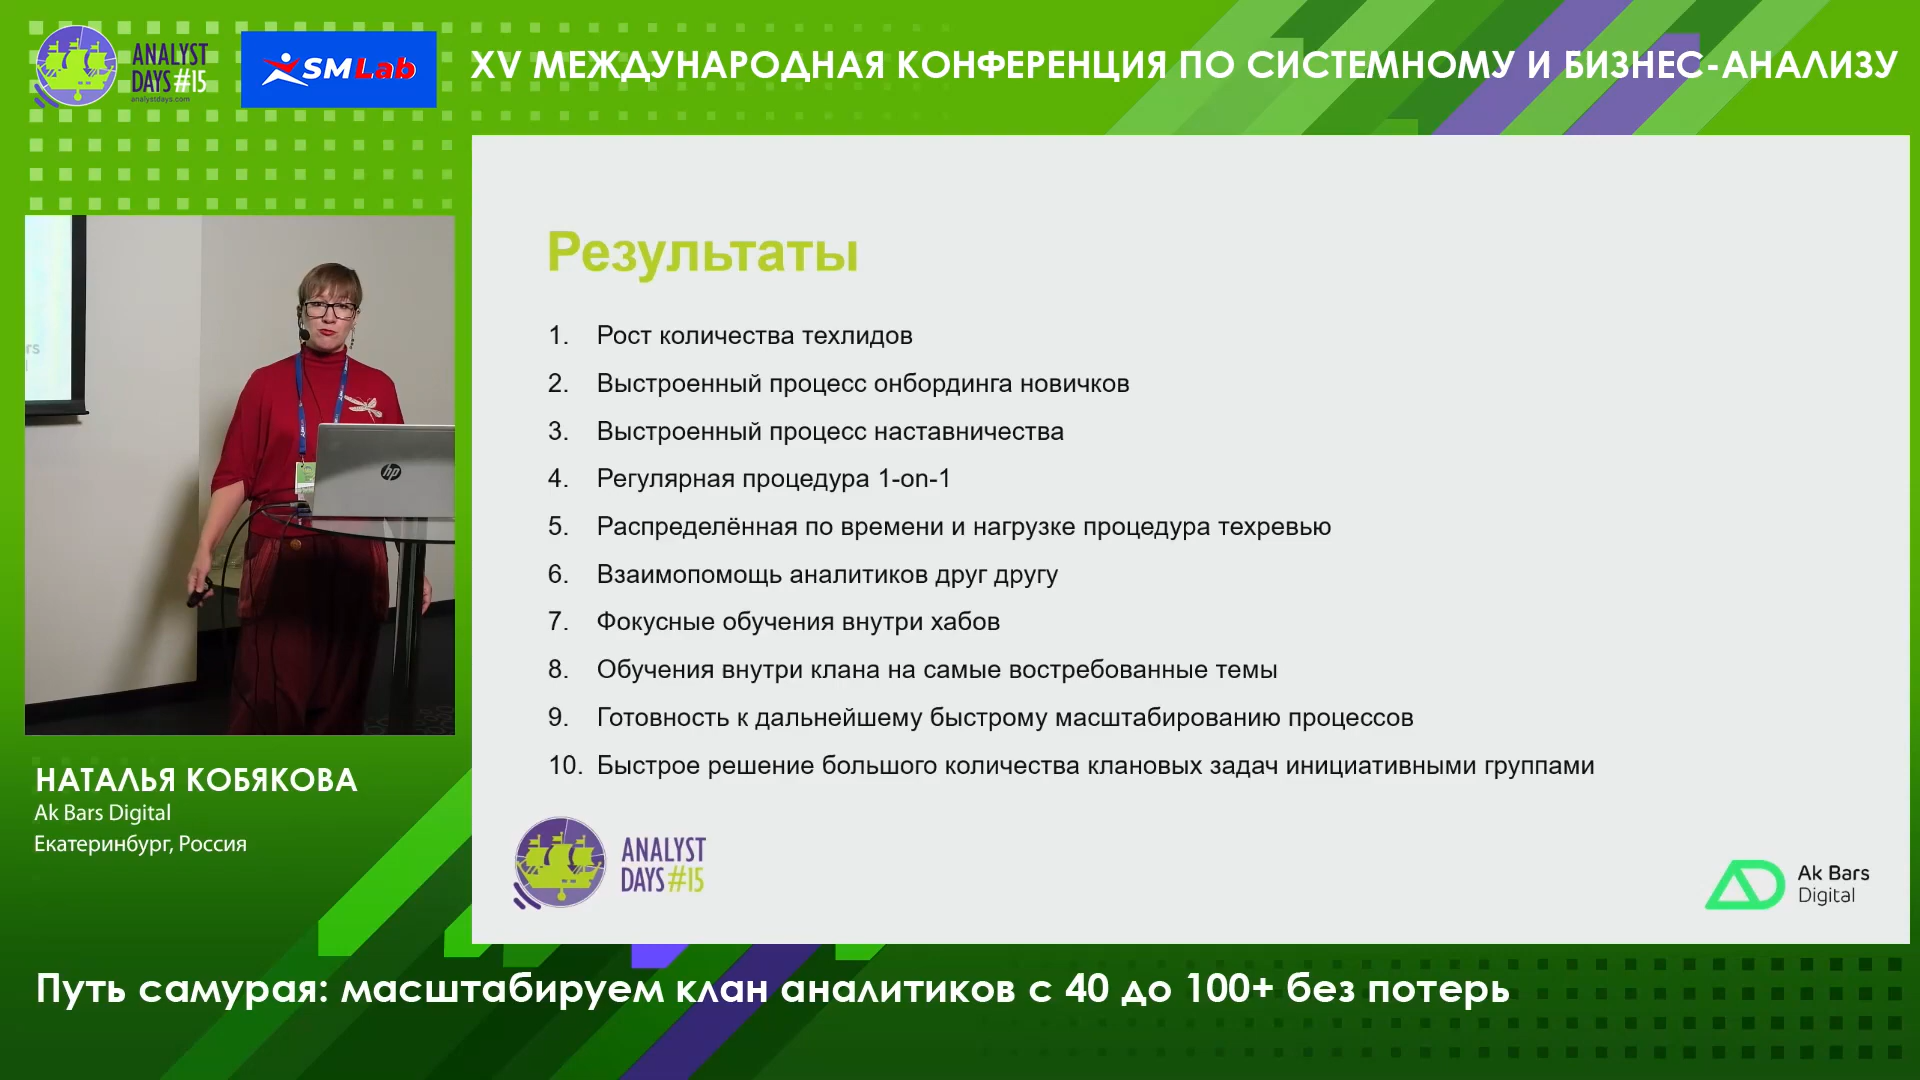 ANALYST
DAYS#15
analystdays.com
SMLab
XV МЕЖДУНАРОДНАЯ КОНФЕРЕНЦИЯ ПО СИСТЕМНОМУ И БИЗНЕС-АНАЛИЗУ
Результаты
1. Рост количества техлидов
2. Выстроенный процесс онбординга новичков
3. Выстроенный процесс наставничества
4. Регулярная процедура 1-on-1
5. Распределённая по времени и нагрузке процедура техревью
6. Взаимопомощь аналитиков друг другу
7. Фокусные обучения внутри хабов
8. Обучения внутри клана на самые востребованные темы
9. Готовность к дальнейшему быстрому масштабированию процессов
10. Быстрое решение большого количества клановых задач инициативными группами
ANALYST
DAYS#15
Ak Bars
Digital
rs
hp
НАТАЛЬЯ КОБЯКОВА
Ak Bars Digital
Екатеринбург, Россия
Путь самурая: масштабируем клан аналитиков с 40 до 100+ без потерь